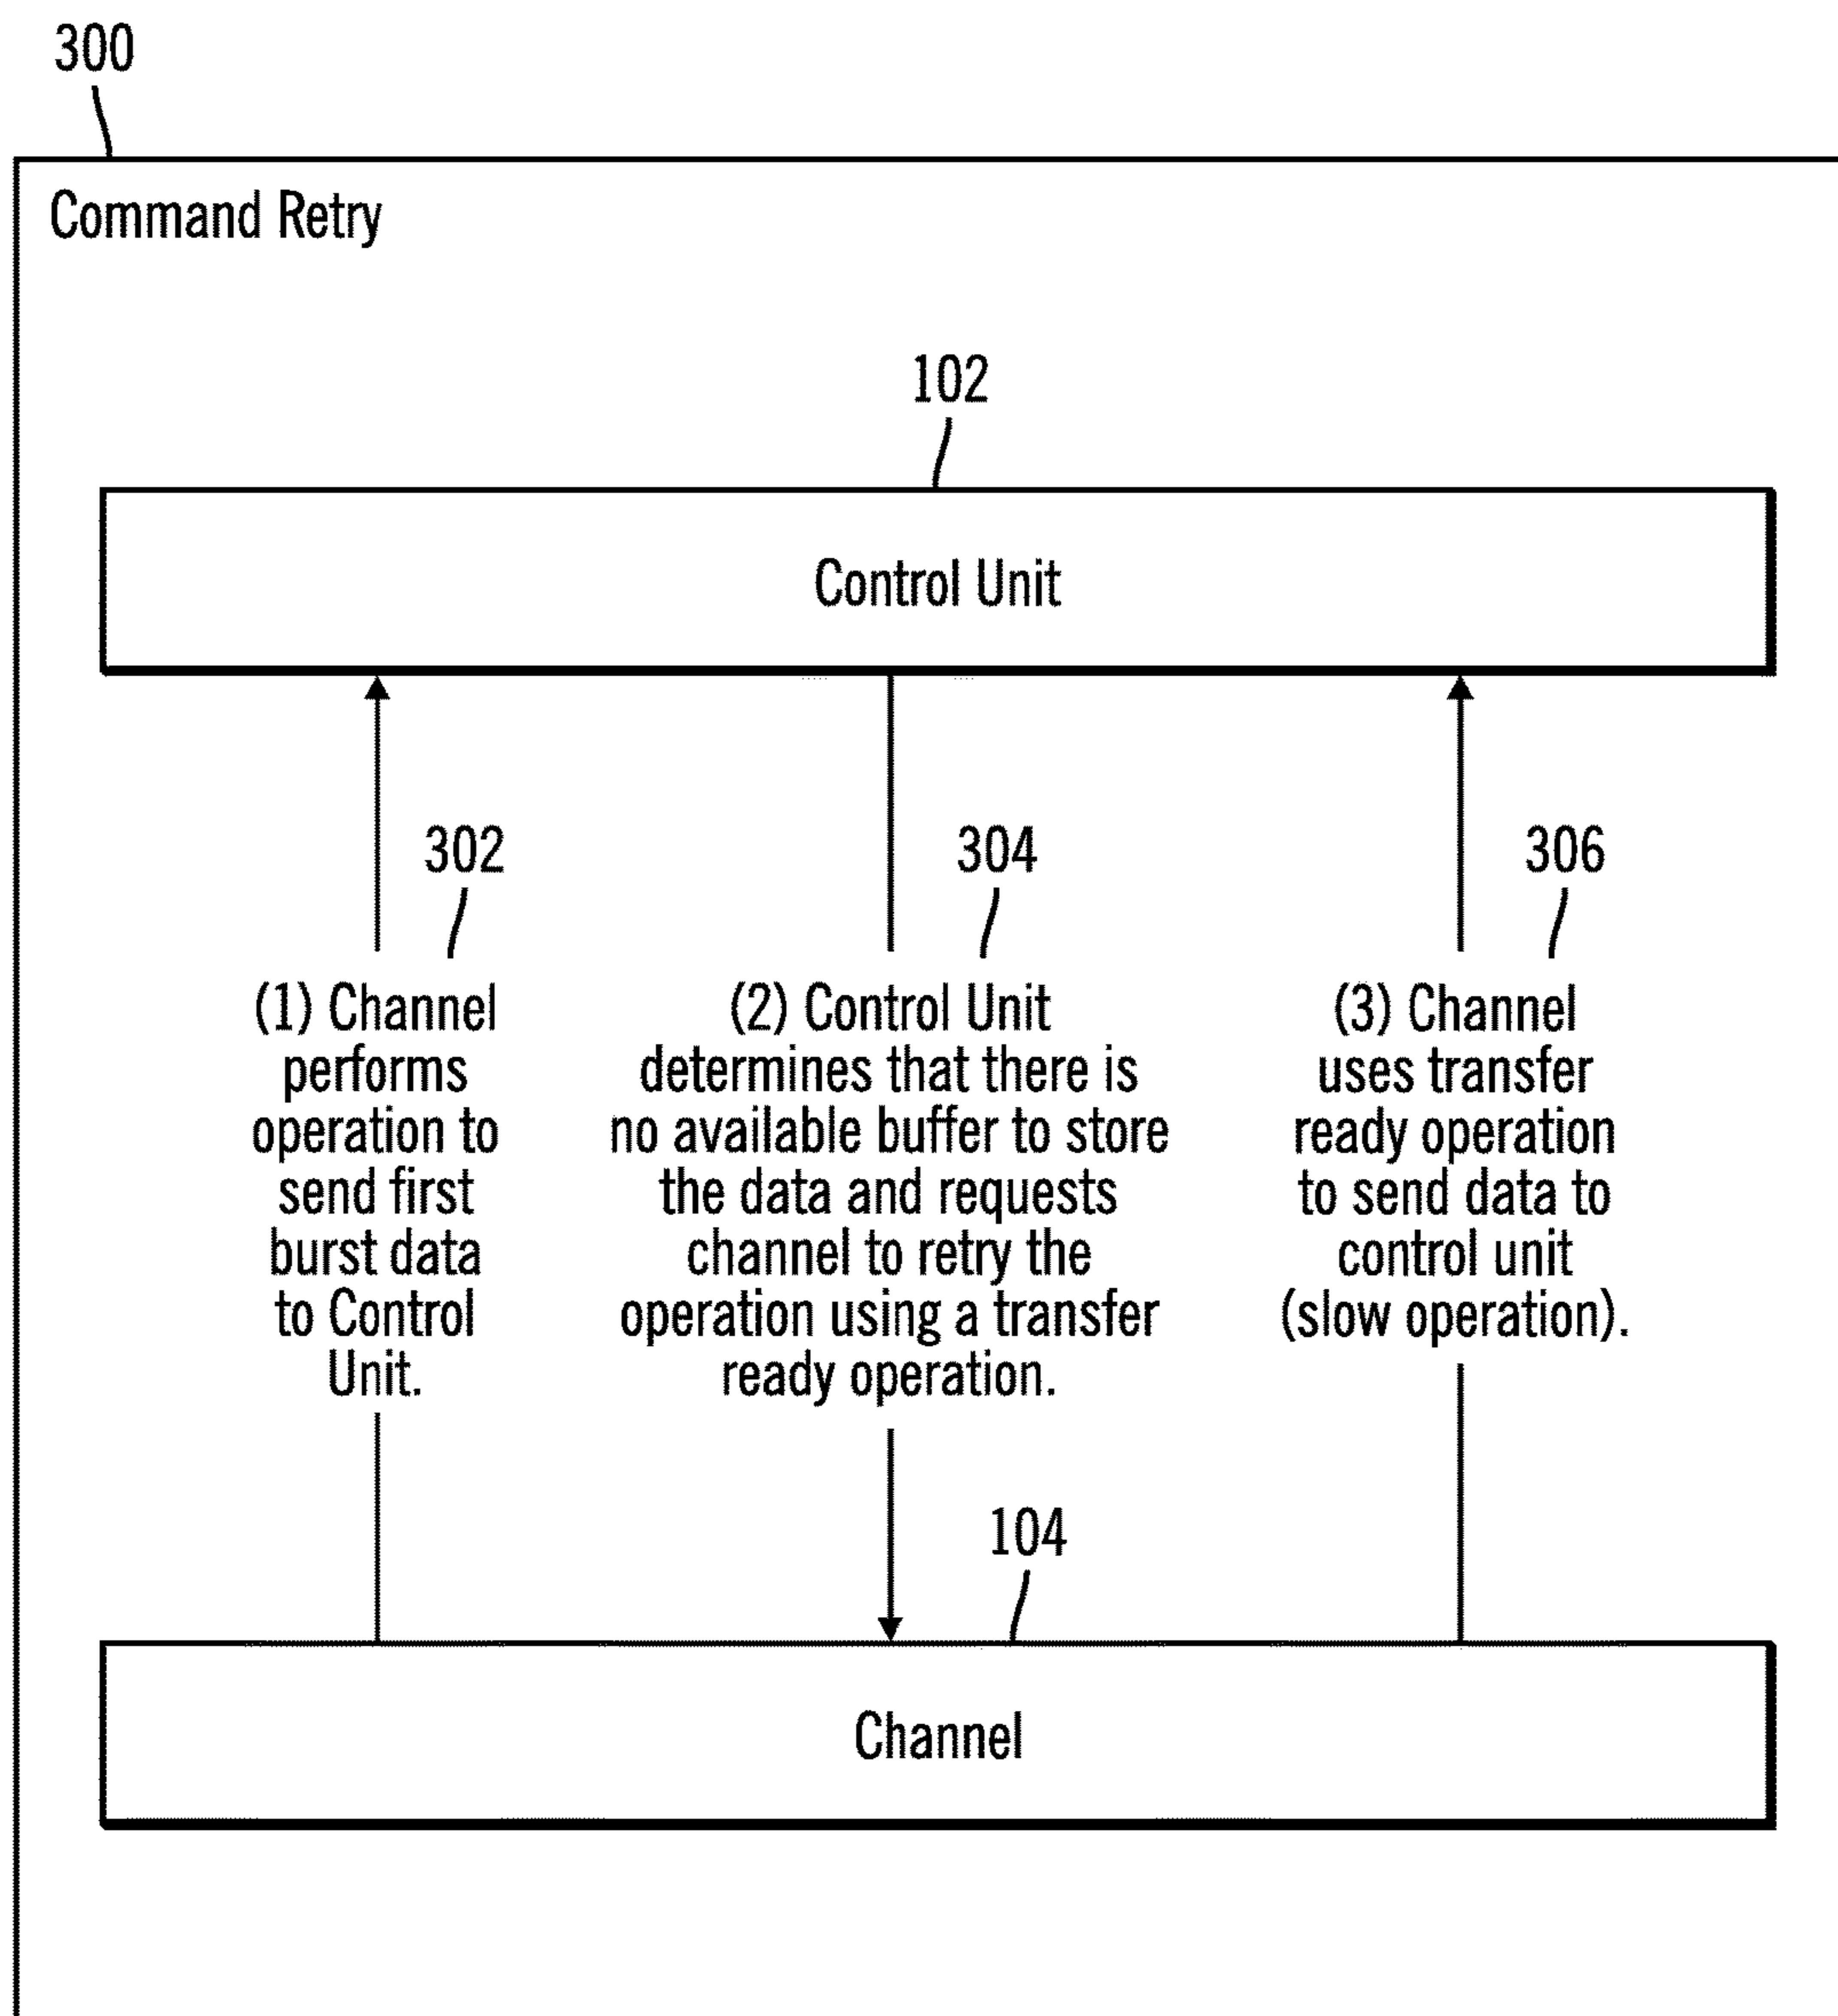 300
Command Retry
102
Control Unit
302
304
306
(1) Channel
performs
operation to
send first
burst data
to Control
Unit.
(2) Control Unit
determines that there is
no available buffer to store
the data and requests
channel to retry the
operation using a transfer
ready operation.
(3) Channel
uses transfer
ready operation
to send data to
control unit
(slow operation).
104
Channel